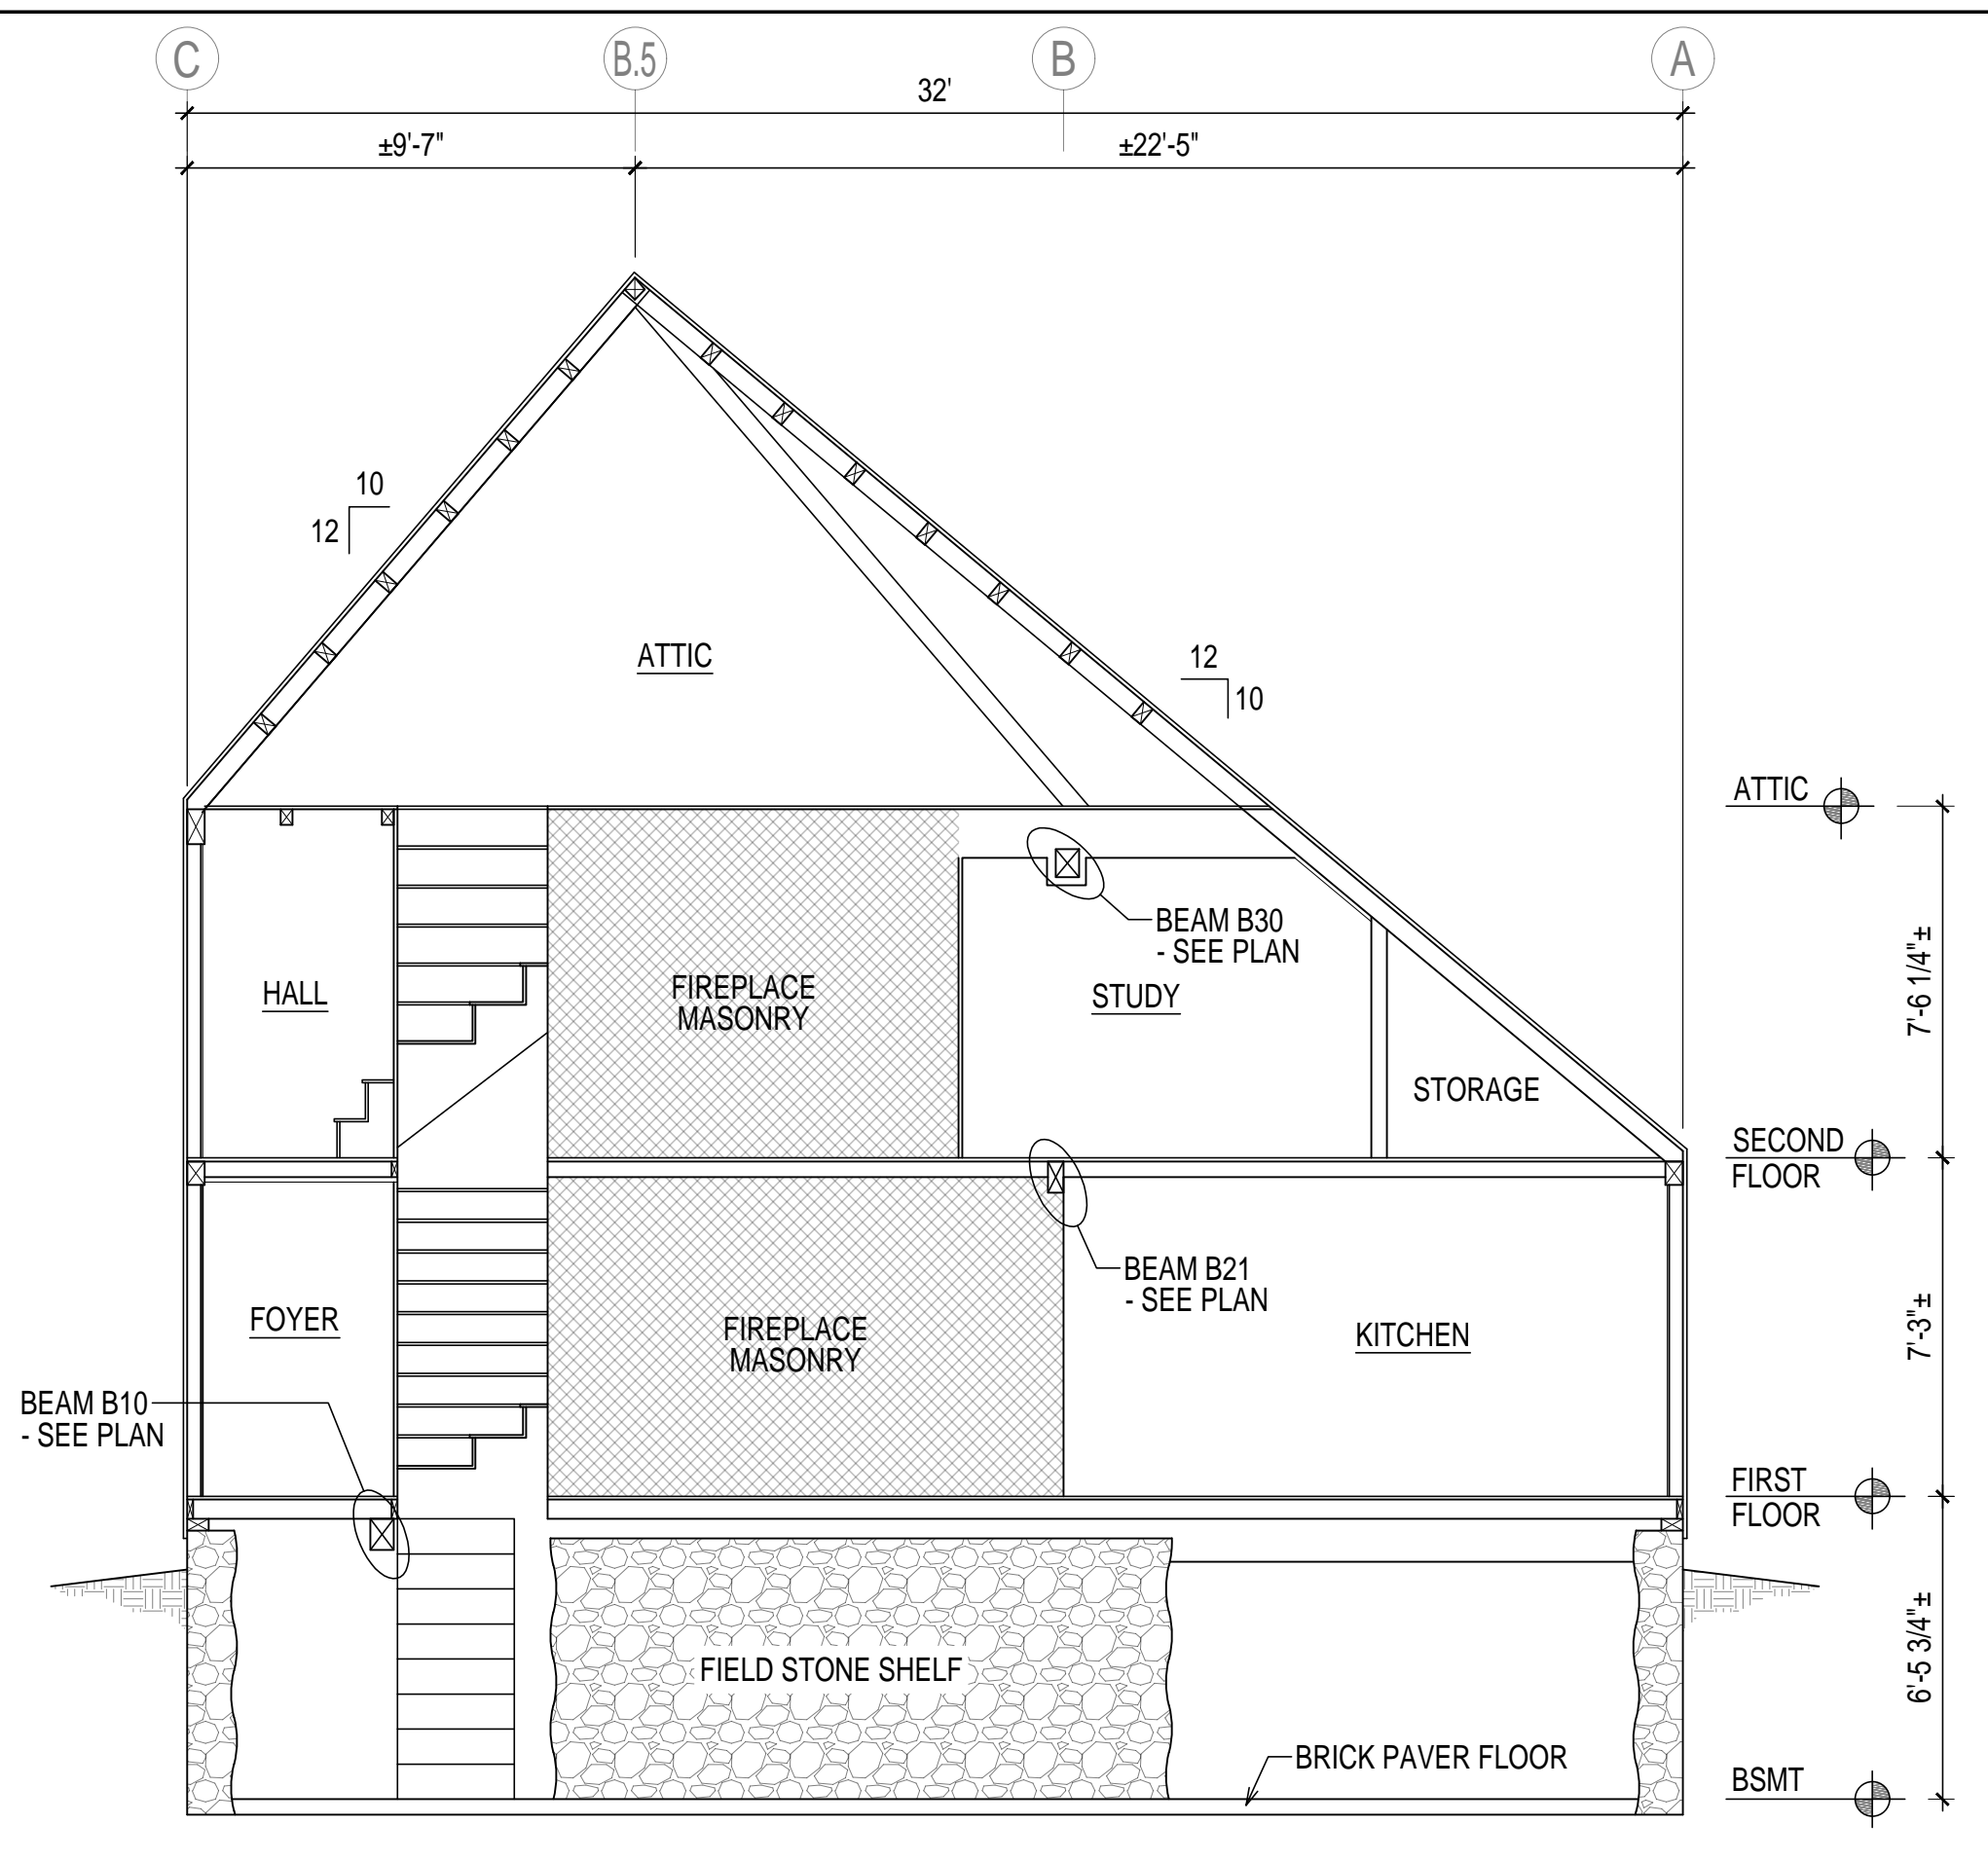 C
B.5
B
A
32'
±9'-7"
±22'-5"
10
12
ATTIC
12
10
ATTIC
BEAM B30
- SEE PLAN
HALL
FIREPLACE
MASONRY
STUDY
7'-6 1/4"±
STORAGE
SECOND
FLOOR
BEAM B21
- SEE PLAN
FOYER
FIREPLACE
MASONRY
KITCHEN
7'-3"±
BEAM B10
- SEE PLAN
FIRST
FLOOR
FIELD STONE SHELF
6'-5 3/4"±
BRICK PAVER FLOOR
BSMT